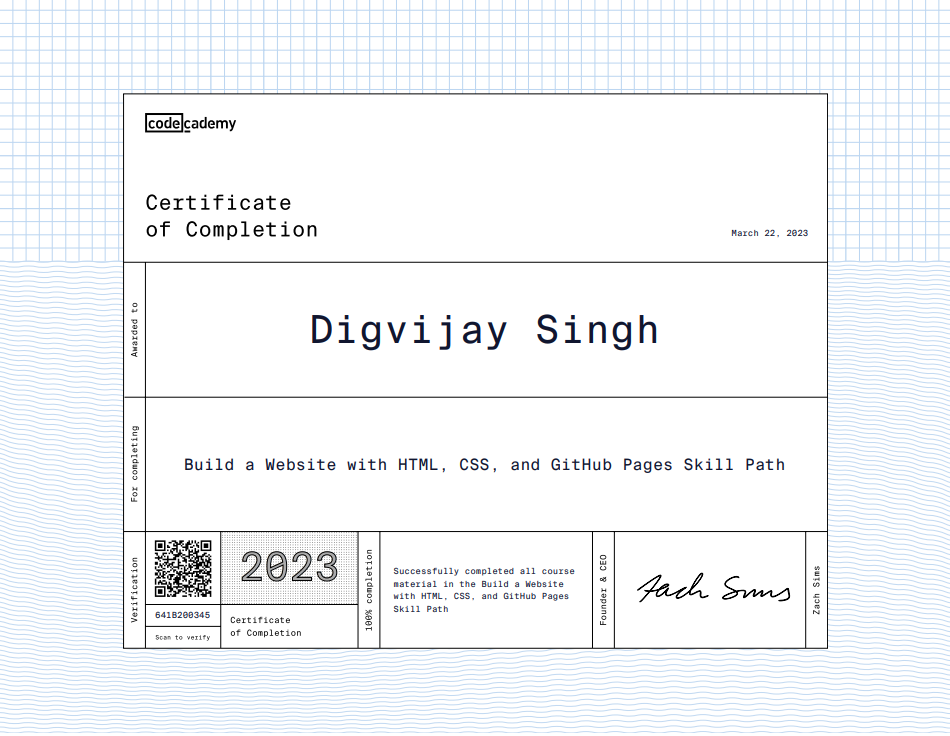 codecademy
Certificate
of Completion
March 22, 2023
Awarded to
Digvijay Singh
For completing
Build a Website with HTML, CSS, and GitHub Pages Skill Path
Verification
641B200345
Scan to verify
2023
Certificate
of Completion
100% completion
Successfully completed all course
material in the Build a Website
with HTML, CSS, and GitHub Pages
Skill Path
Founder & CEO
Zach Sims
Zach Sims